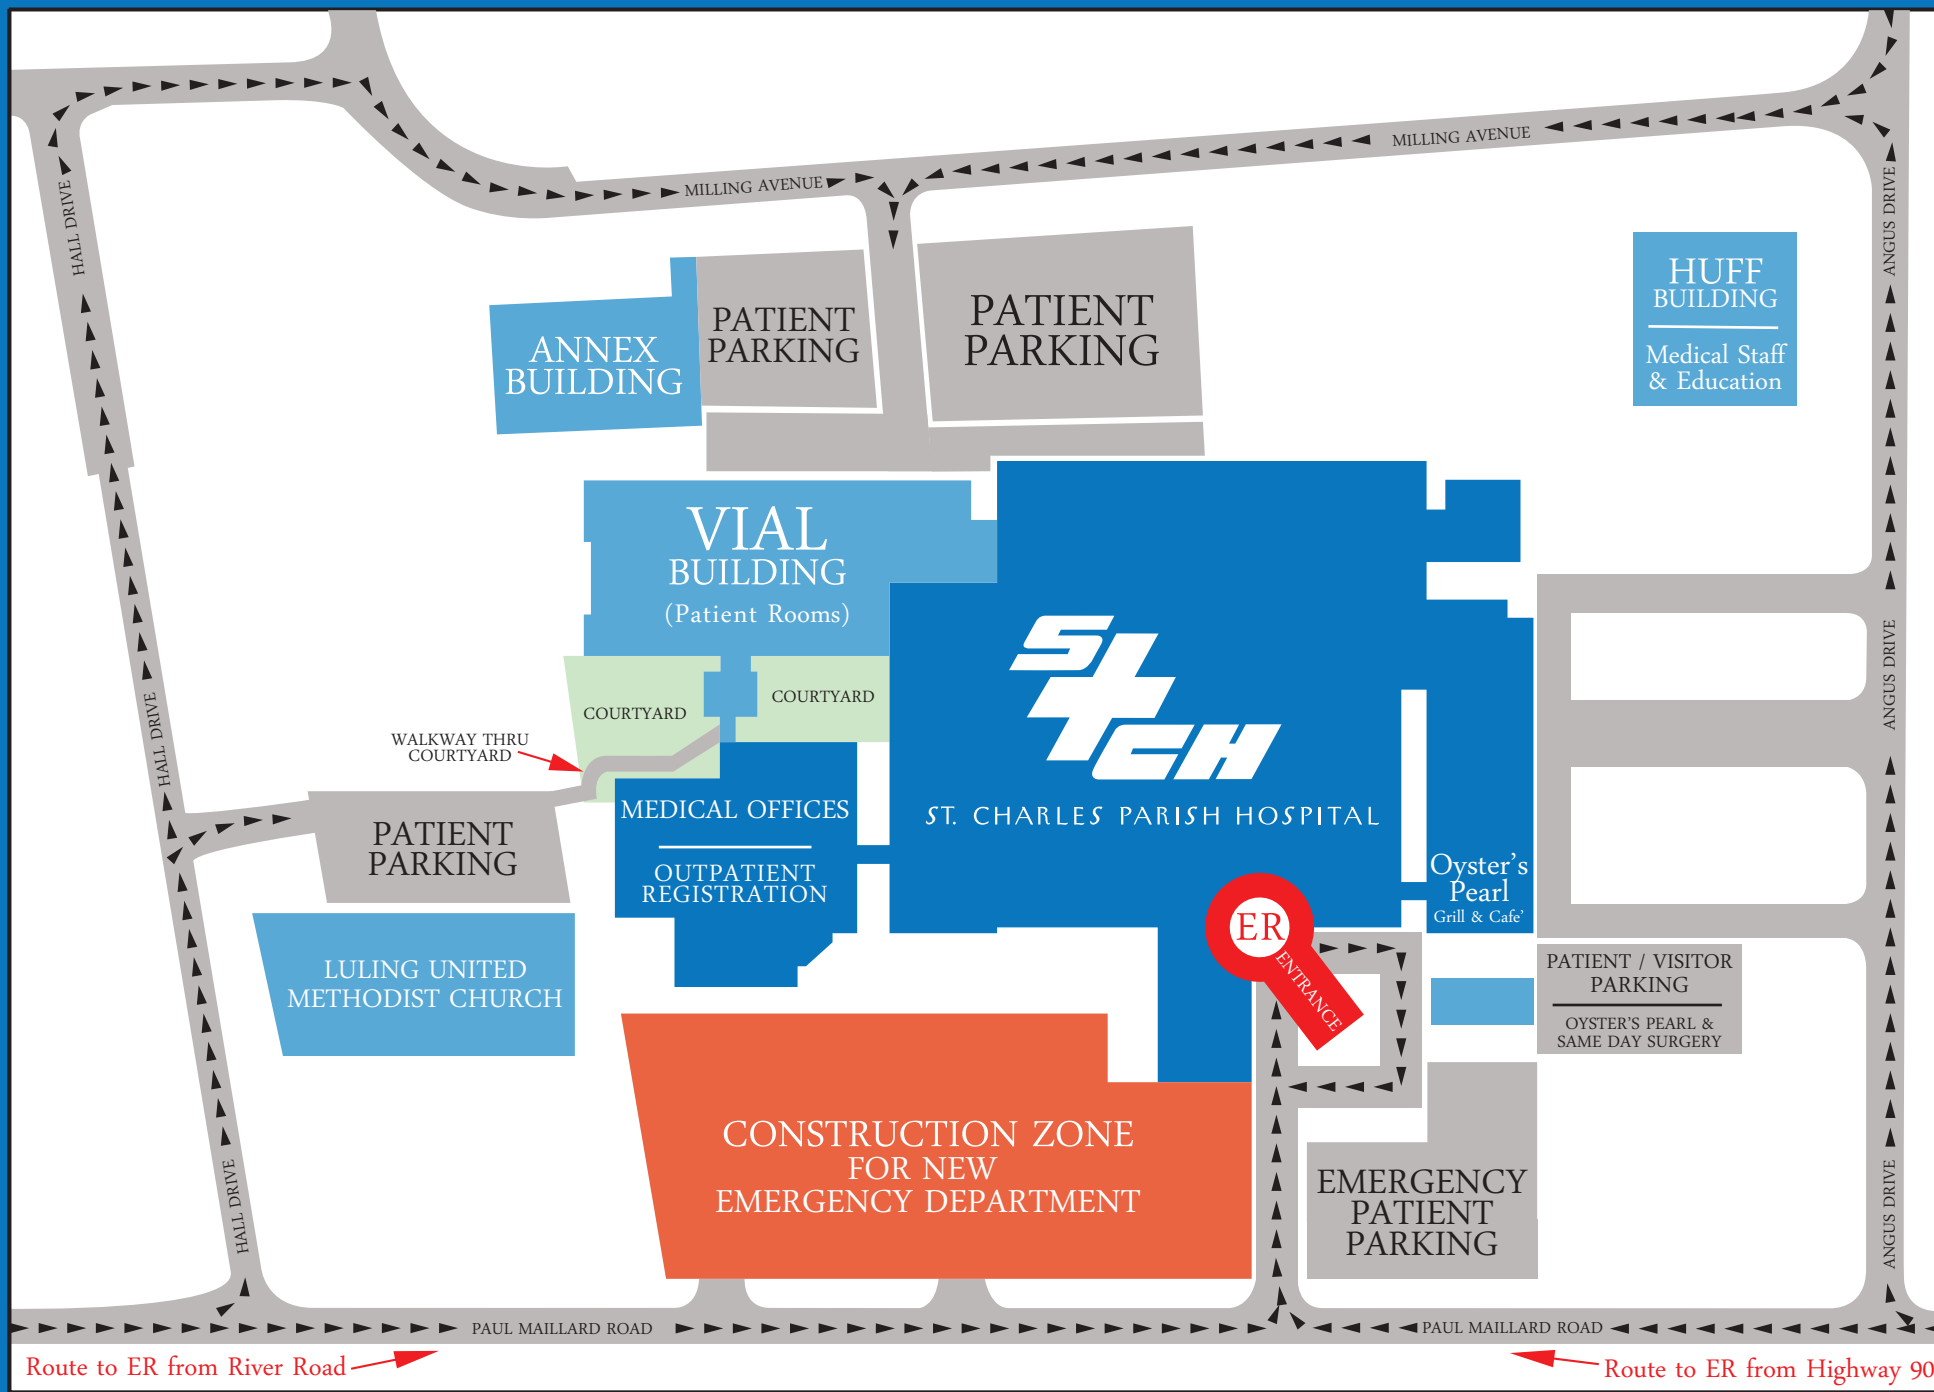 MILLING AVENUE
MILLING AVENUE
HALL DRIVE
ANGUS DRIVE
HUFF
BUILDING
Medical Staff
& Education
PATIENT
PARKING
PATIENT
PARKING
ANNEX
BUILDING
VIAL
BUILDING
(Patient Rooms)
COURTYARD
COURTYARD
WALKWAY THRU
COURTYARD
HALL DRIVE
ANGUS DRIVE
ST CH
ST. CHARLES PARISH HOSPITAL
MEDICAL OFFICES
OUTPATIENT
REGISTRATION
PATIENT
PARKING
Oyster's
Pearl
Grill & Cafe'
ER
ENTRANCE
LULING UNITED
METHODIST CHURCH
PATIENT / VISITOR
PARKING
OYSTER'S PEARL &
SAME DAY SURGERY
CONSTRUCTION ZONE
FOR NEW
EMERGENCY DEPARTMENT
EMERGENCY
PATIENT
PARKING
HALL DRIVE
ANGUS DRIVE
PAUL MAILLARD ROAD
PAUL MAILLARD ROAD
Route to ER from River Road
Route to ER from Highway 90